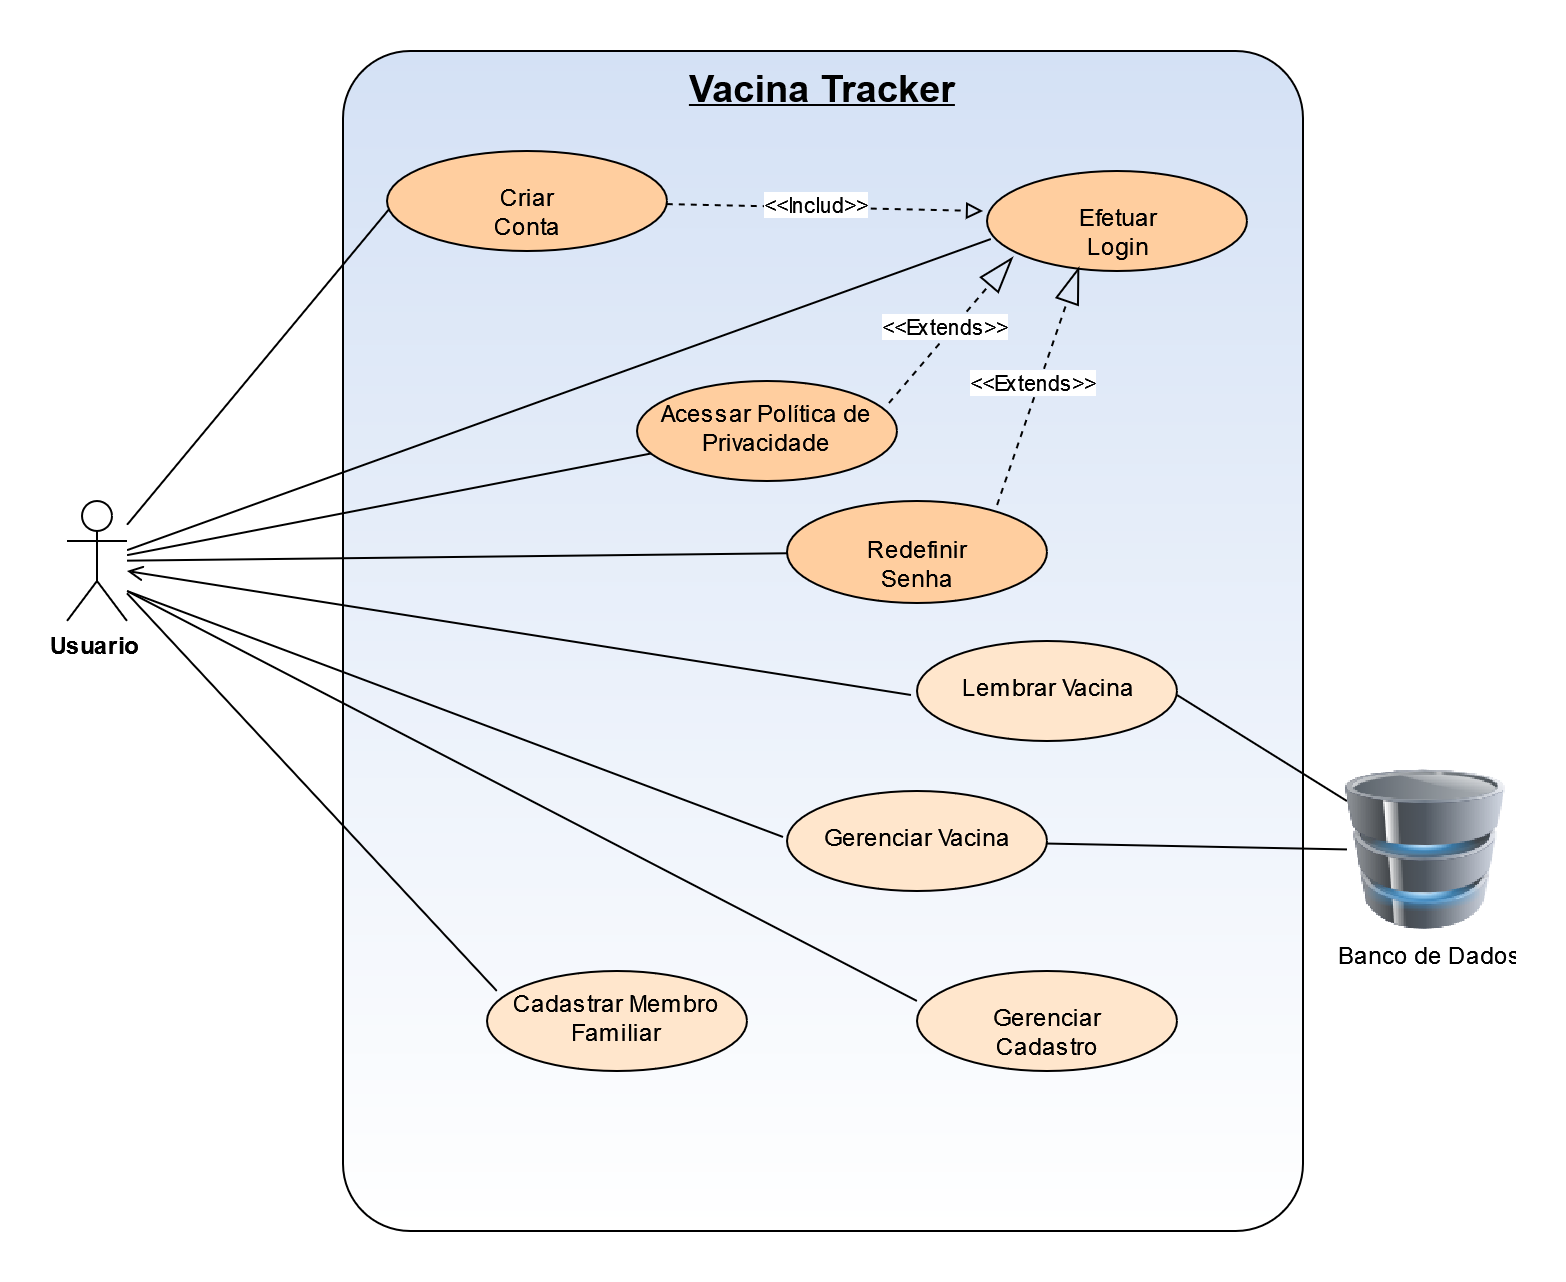 Vacina Tracker
Criar
Conta
<<Includ>>
Efetuar
Login
<<Extends>>
<<Extends>>
Acessar Política de
Privacidade
Redefinir
Senha
Usuario
Lembrar Vacina
Gerenciar Vacina
Banco de Dados
Cadastrar Membro
Familiar
Gerenciar
Cadastro